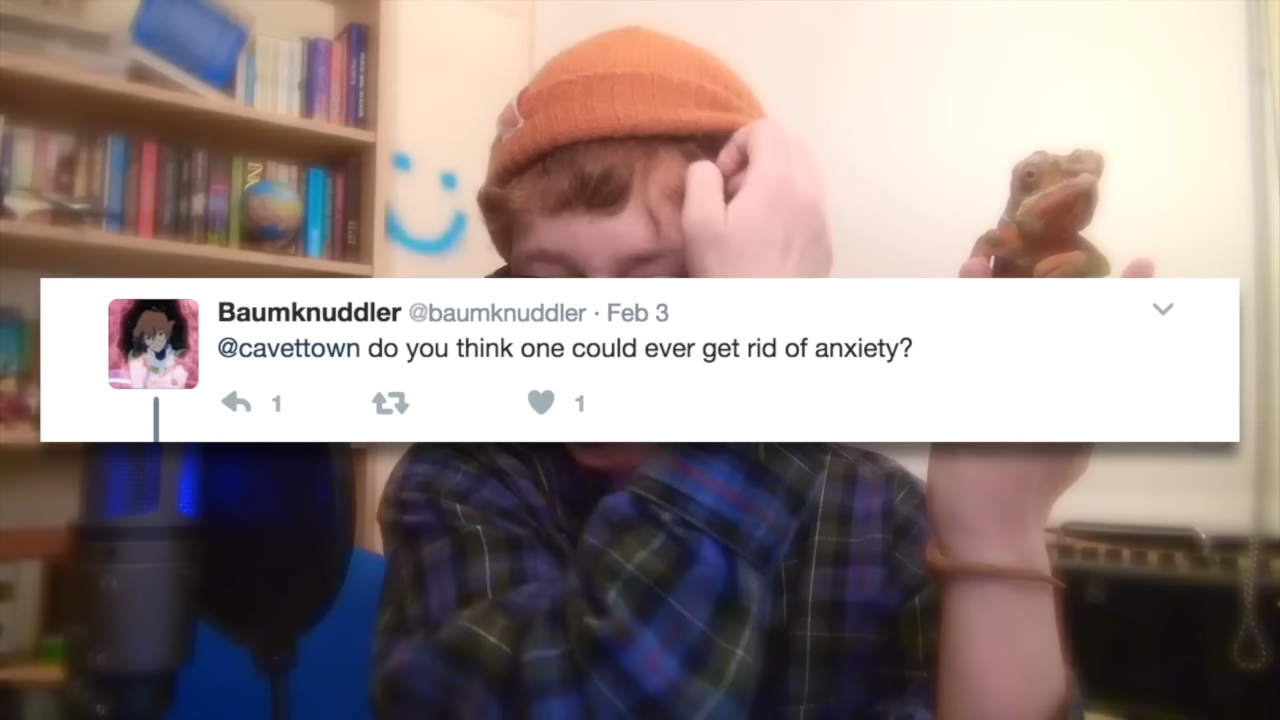 Baumknuddler @baumknuddler · Feb 3
@cavettown do you think one could ever get rid of anxiety?
1 1